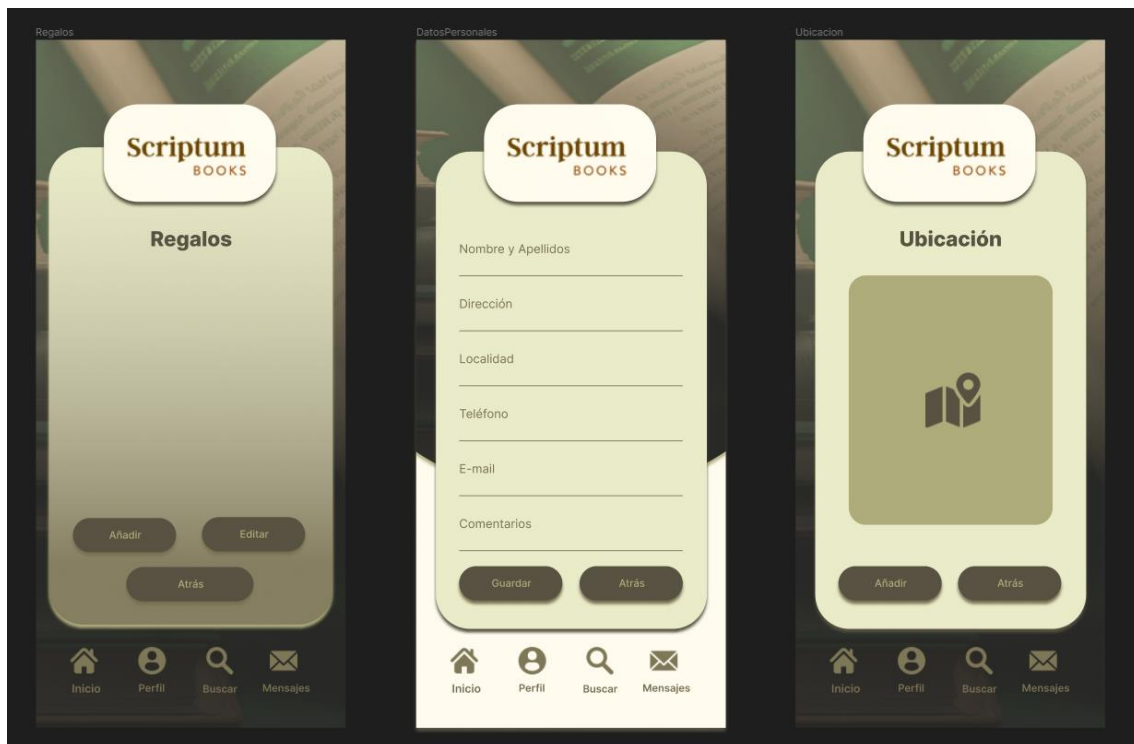 Regalos
Scriptum
BOOKS
Regalos
Añadir
Editar
Atrás
Inicio
Perfil
Buscar
Mensajes
DatosPersonales
Scriptum
BOOKS
Nombre y Apellidos
Dirección
Localidad
Teléfono
E-mail
Comentarios
Guardar
Atrás
Inicio
Perfil
Buscar
Mensajes
Ubicacion
Scriptum
BOOKS
Ubicación
Añadir
Atrás
Inicio
Perfil
Buscar
Mensajes